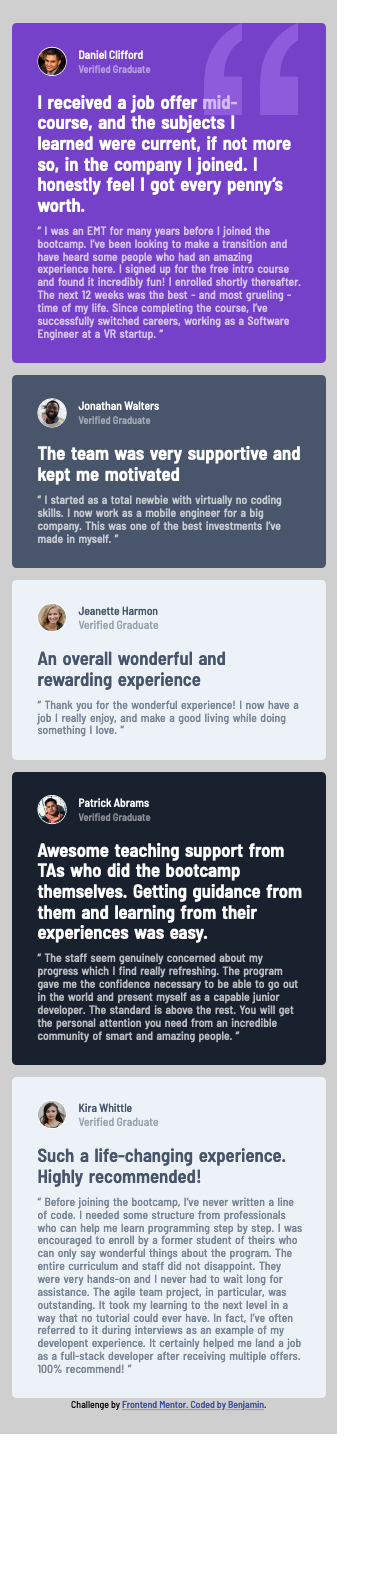 Daniel Clifford
Verified Graduate
I received a job offer mid-
course, and the subjects I
learned were current, if not more
so, in the company I joined. I
honestly feel I got every penny’s
worth.
“ I was an EMT for many years before I joined the
bootcamp. I’ve been looking to make a transition and
have heard some people who had an amazing
experience here. I signed up for the free intro course
and found it incredibly fun! I enrolled shortly thereafter.
The next 12 weeks was the best - and most grueling -
time of my life. Since completing the course, I’ve
successfully switched careers, working as a Software
Engineer at a VR startup. ”
Jonathan Walters
Verified Graduate
The team was very supportive and
kept me motivated
“ I started as a total newbie with virtually no coding
skills. I now work as a mobile engineer for a big
company. This was one of the best investments I’ve
made in myself. ”
Jeanette Harmon
Verified Graduate
An overall wonderful and
rewarding experience
“ Thank you for the wonderful experience! I now have a
job I really enjoy, and make a good living while doing
something I love. ”
Patrick Abrams
Verified Graduate
Awesome teaching support from
TAs who did the bootcamp
themselves. Getting guidance from
them and learning from their
experiences was easy.
“ The staff seem genuinely concerned about my
progress which I find really refreshing. The program
gave me the confidence necessary to be able to go out
in the world and present myself as a capable junior
developer. The standard is above the rest. You will get
the personal attention you need from an incredible
community of smart and amazing people. ”
Kira Whittle
Verified Graduate
Such a life-changing experience.
Highly recommended!
“ Before joining the bootcamp, I’ve never written a line
of code. I needed some structure from professionals
who can help me learn programming step by step. I was
encouraged to enroll by a former student of theirs who
can only say wonderful things about the program. The
entire curriculum and staff did not disappoint. They
were very hands-on and I never had to wait long for
assistance. The agile team project, in particular, was
outstanding. It took my learning to the next level in a
way that no tutorial could ever have. In fact, I’ve often
referred to it during interviews as an example of my
developent experience. It certainly helped me land a job
as a full-stack developer after receiving multiple offers.
100% recommend! ”
Challenge by Frontend Mentor. Coded by Benjamin.